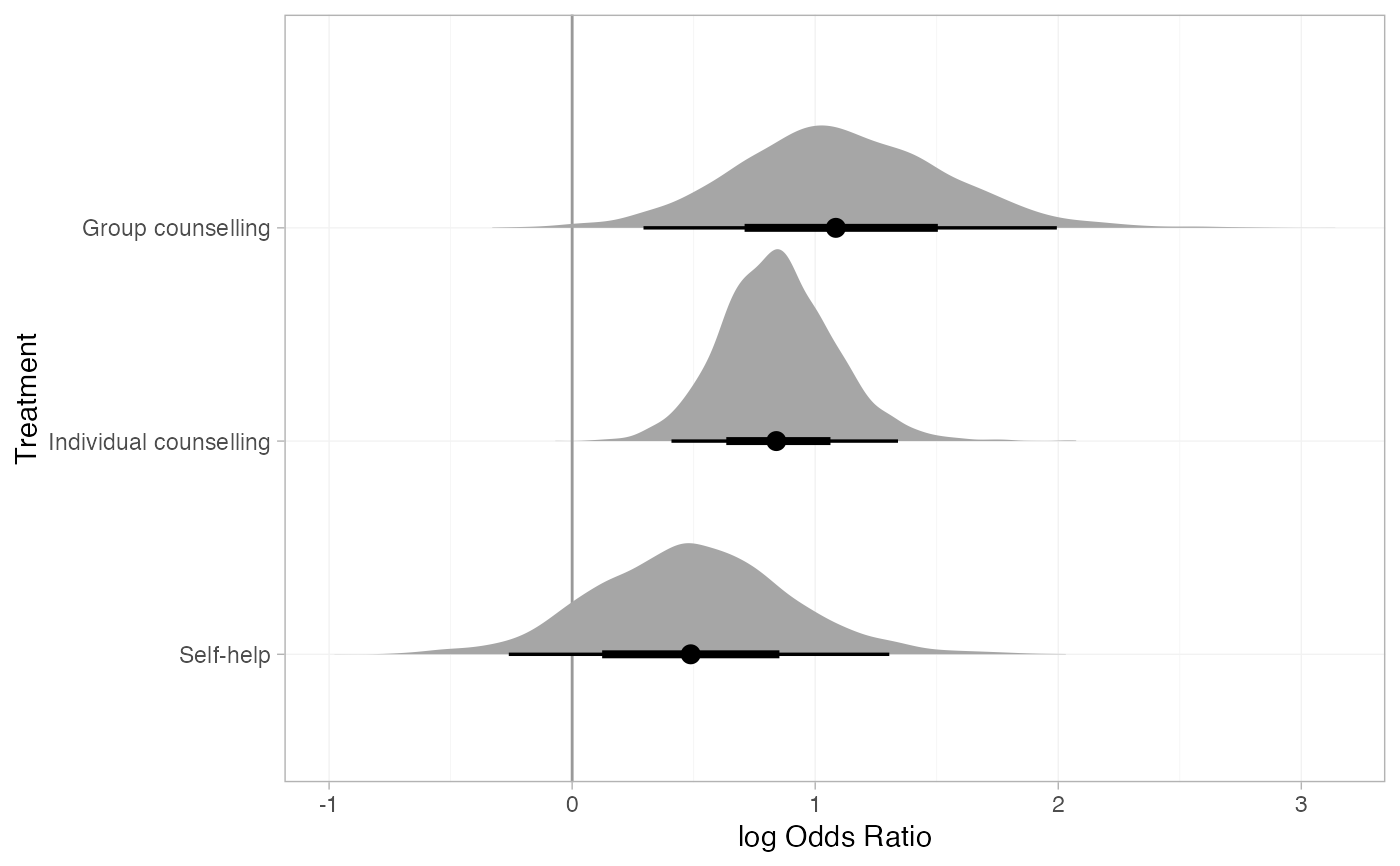 Treatment
Group counselling
Individual counselling
Self-help
-1 0 1 2 3
log Odds Ratio